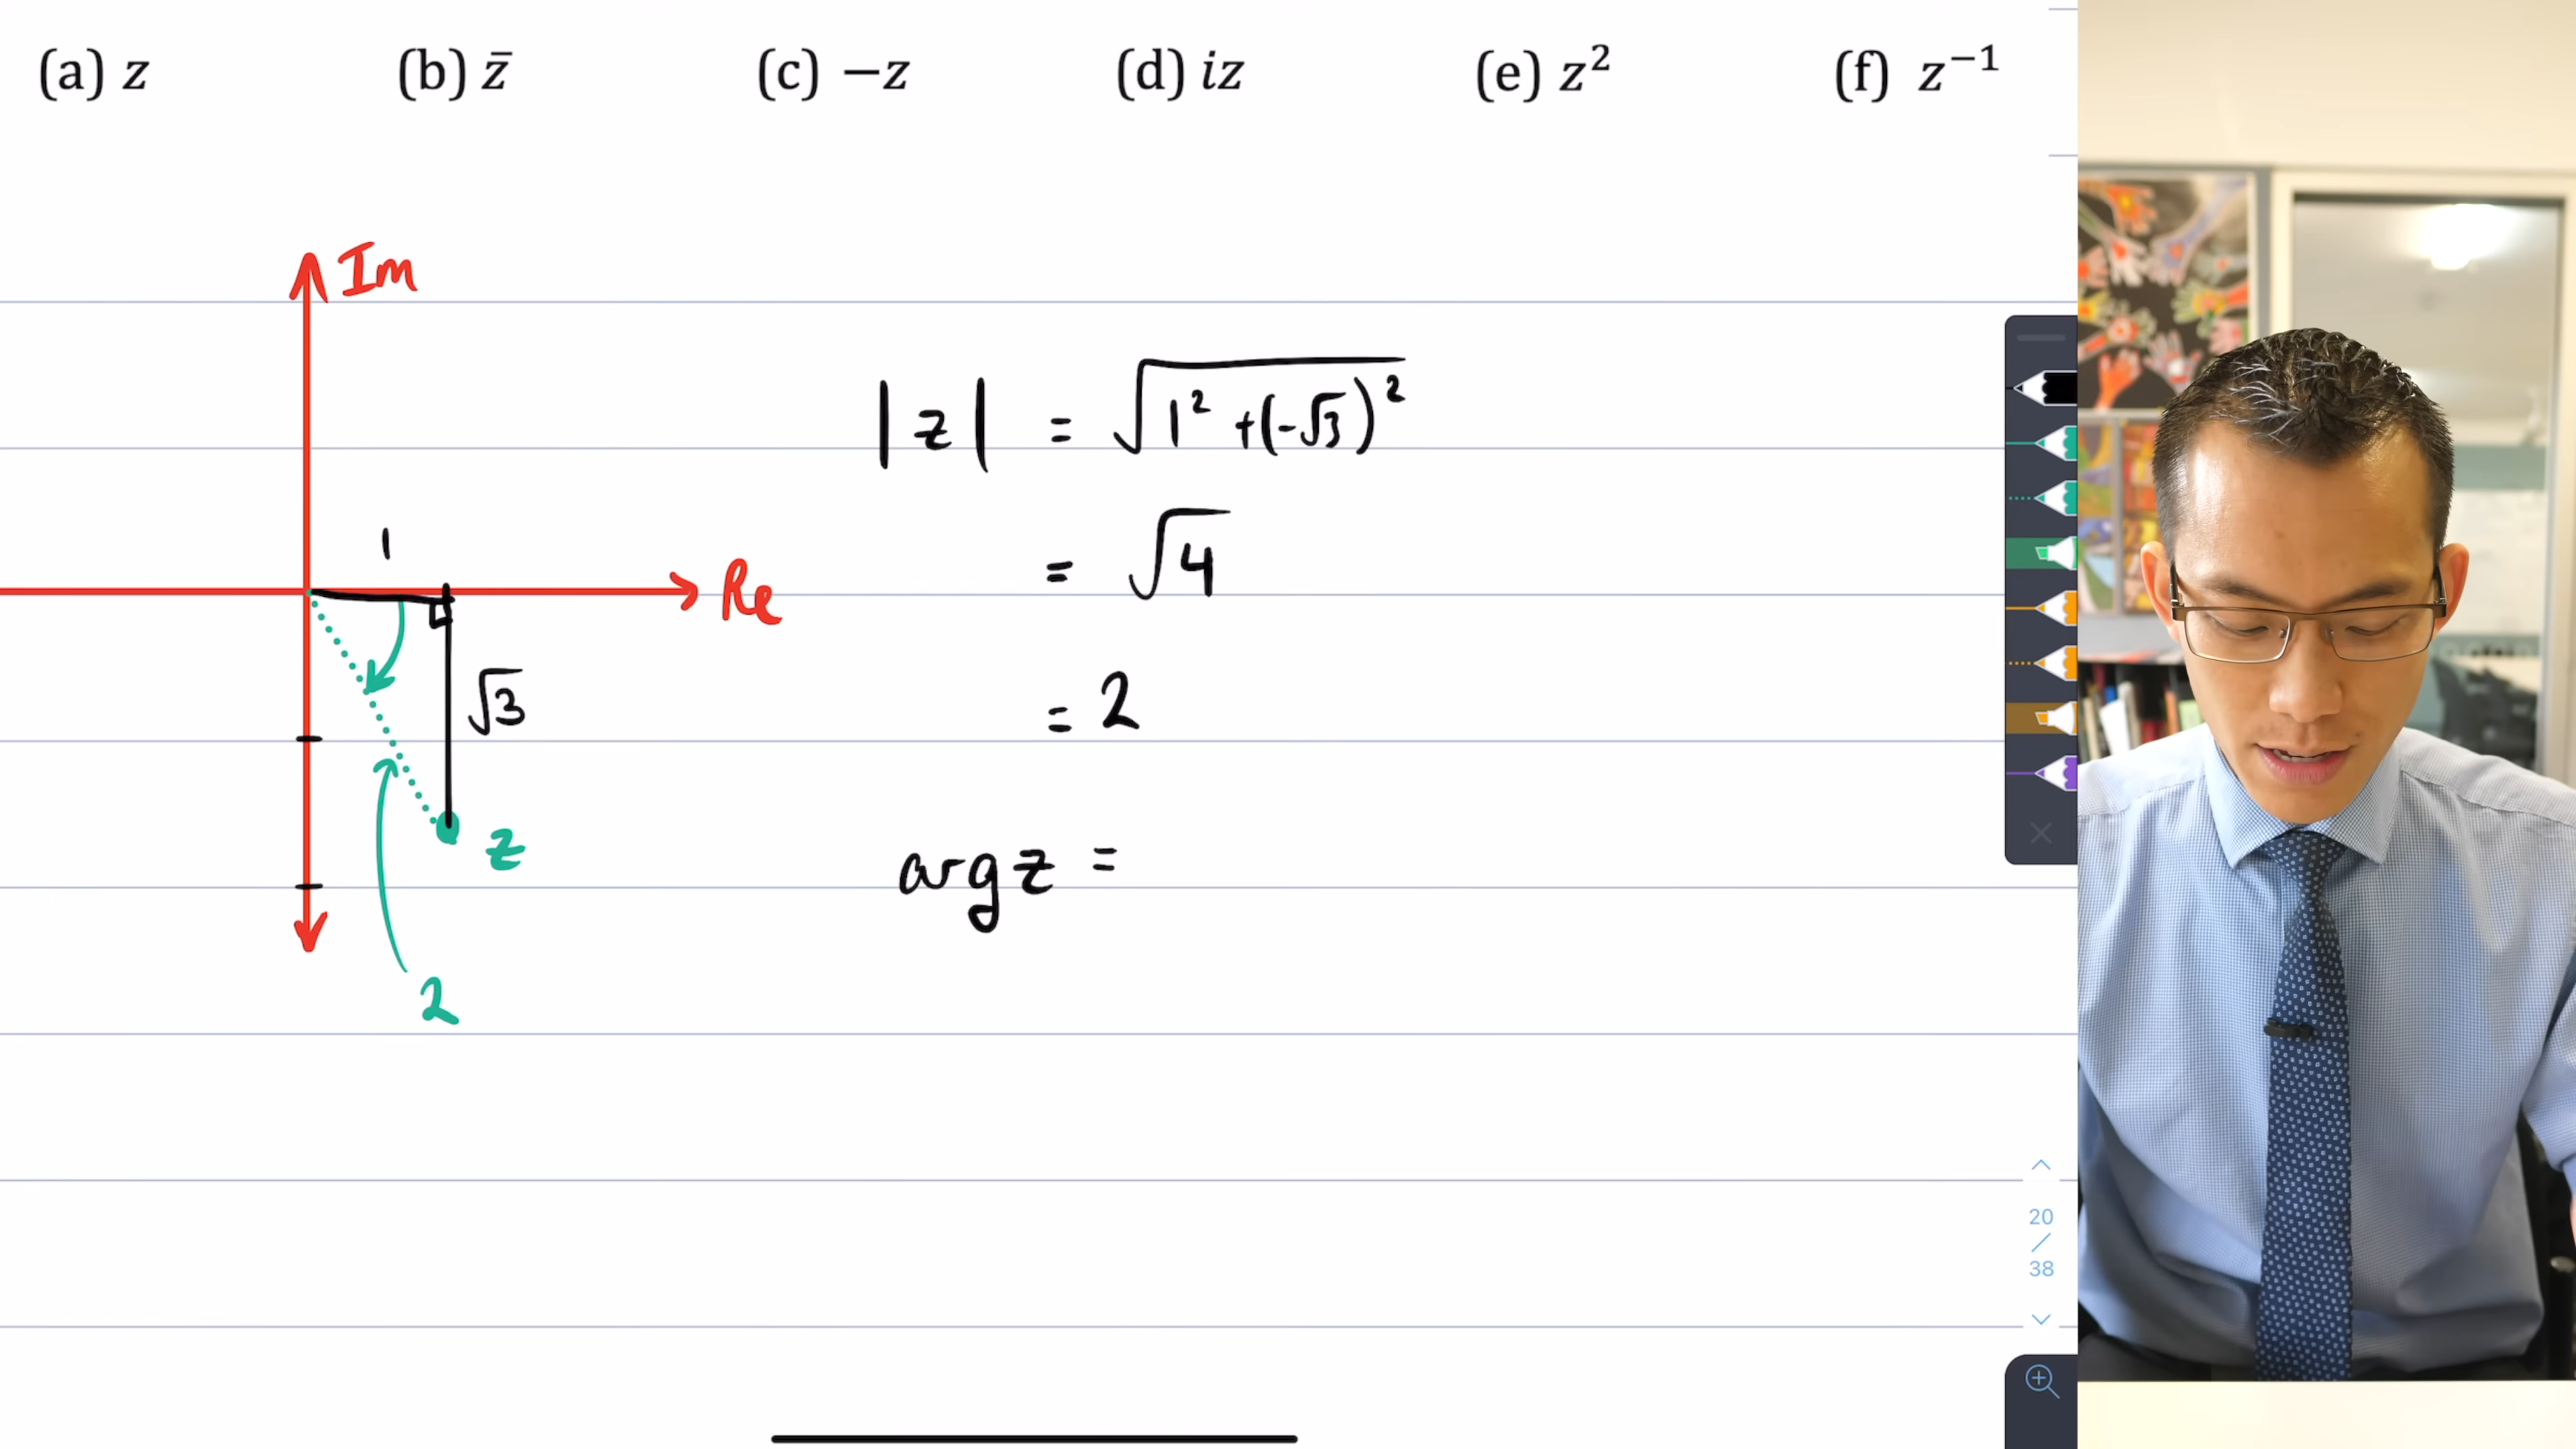 (a) z (b) z̄ (c) −z (d) iz (e) z² (f) z⁻¹
Im
|z| = √(1² + (-√3)²)
= √4
1
Re
√3
= 2
z
arg z =
2
20
/
38